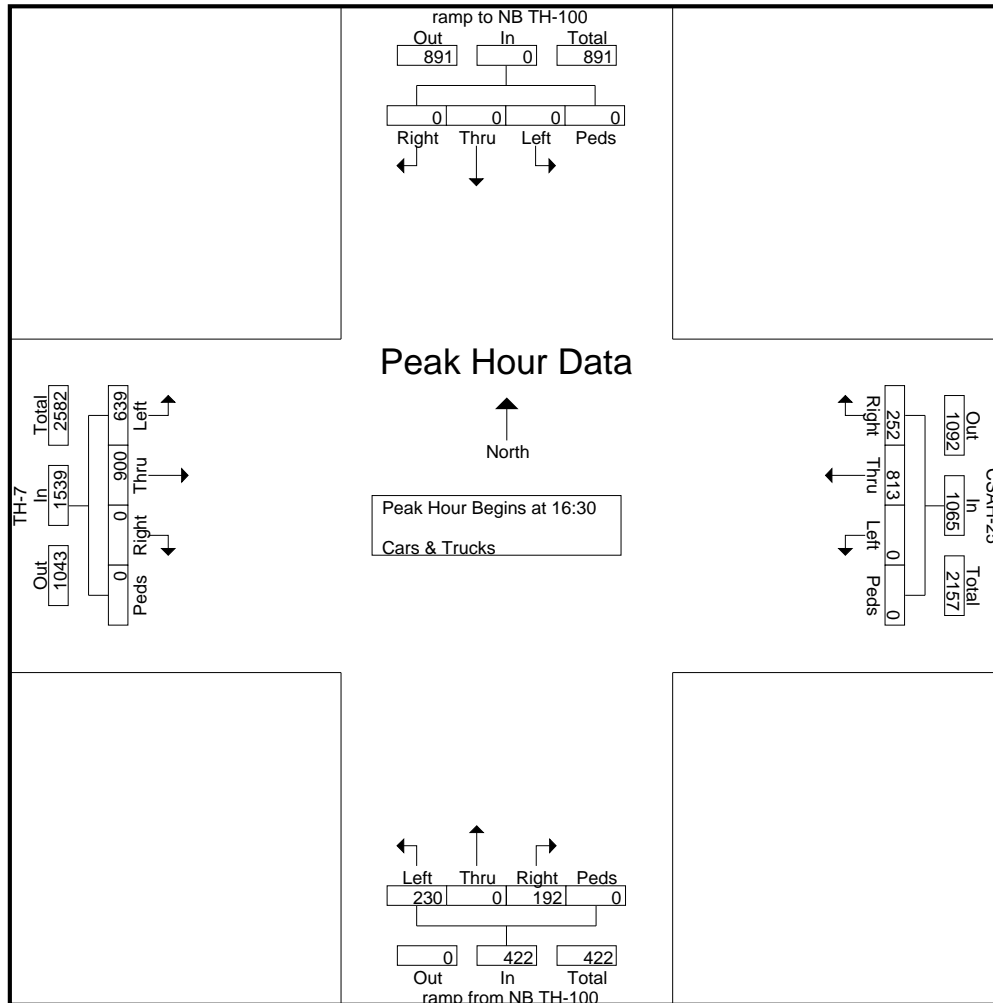 ramp to NB TH-100
Out In Total
891 0 891
0 0 0 0
Right Thru Left Peds
Peak Hour Data
North
Peak Hour Begins at 16:30
Cars & Trucks
TH-7
Total In Out
2582 1539 1043
639 900 0 0
Left Thru Right Peds
Right Thru Left Peds
252 813 0 0
Out In Total
1092 1065 2157
Left Thru Right Peds
230 0 192 0
0 422 422
Out In Total
ramp from NB TH-100